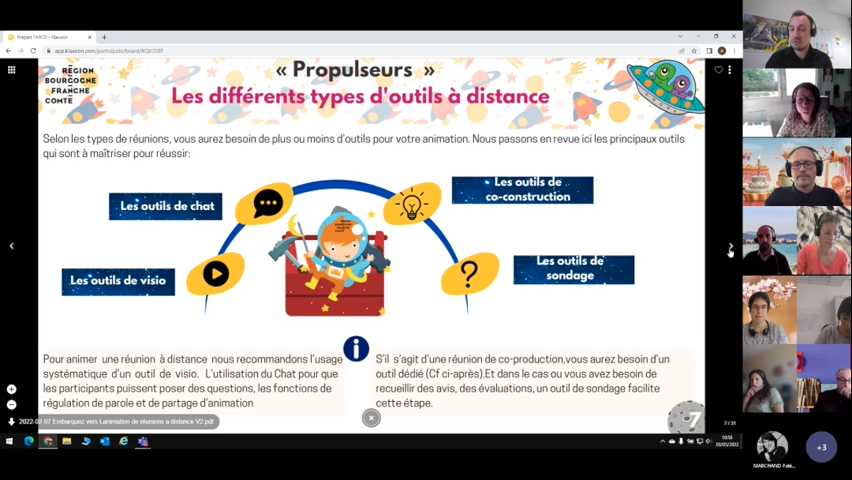 Prépart l'ARCD • Klaxoon
app.klaxoon.com/participate/board/RQV3SBT
RÉGION
BOURGOGNE
FRANCHE
COMTÉ
« Propulseurs »
Les différents types d'outils à distance
Selon les types de réunions, vous aurez besoin de plus ou moins d'outils pour votre animation. Nous passons en revue ici les principaux outils
qui sont à maîtriser pour réussir:
Les outils de chat
Les outils de
co-construction
Les outils de visio
Les outils de
sondage
Pour animer une réunion à distance nous recommandons l'usage
systématique d'un outil de visio. L'utilisation du Chat pour que
les participants puissent poser des questions, les fonctions de
régulation de parole et de partage d'animation
S'il s'agit d'une réunion de co-production,vous aurez besoin d'un
outil dédié (Cf ci-après).Et dans le cas ou vous avez besoin de
recueillir des avis, des évaluations, un outil de sondage facilite
cette étape.
7
2022-02-07 Embarquez vers Lanimation de réunions a distance V2.pdf
7 / 31
10:56
MARCHAND Fabi...
+3